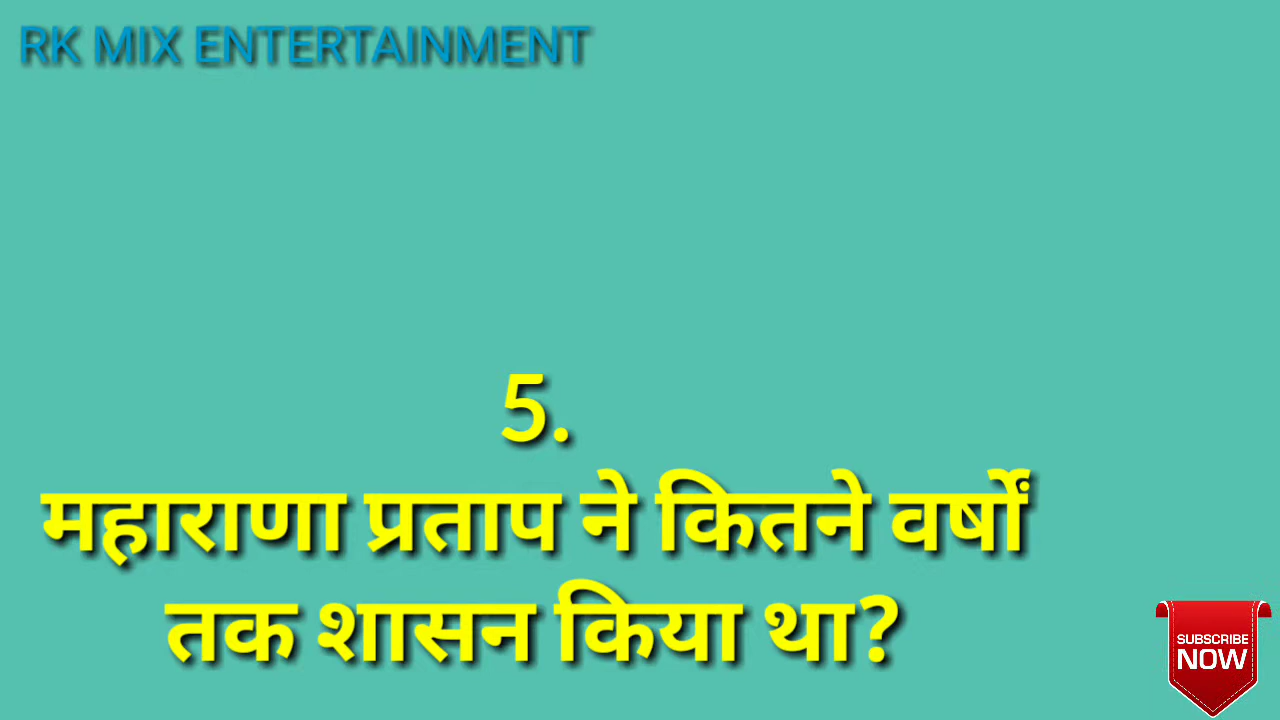 RK MIX ENTERTAINMENT
5.
महाराणा प्रताप ने कितने वर्षों
तक शासन किया था?
SUBSCRIBE
NOW